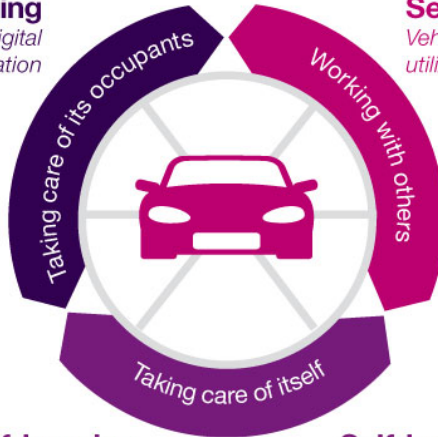 ing
igital
ation
Se
Veh
utili
Taking care of its occupants
Working with others
Taking care of itself